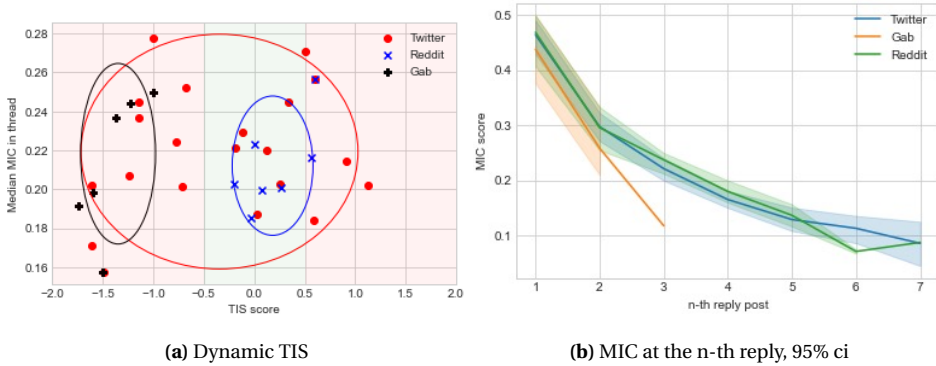 0.28
0.26
0.24
0.22
0.20
0.18
0.16
Median MIC in thread
Twitter
Reddit
Gab
−2.0 −1.5 −1.0 −0.5 0.0 0.5 1.0 1.5 2.0
TIS score
(a) Dynamic TIS
0.5
0.4
0.3
0.2
0.1
MIC score
Twitter
Gab
Reddit
1 2 3 4 5 6 7
n-th reply post
(b) MIC at the n-th reply, 95% ci